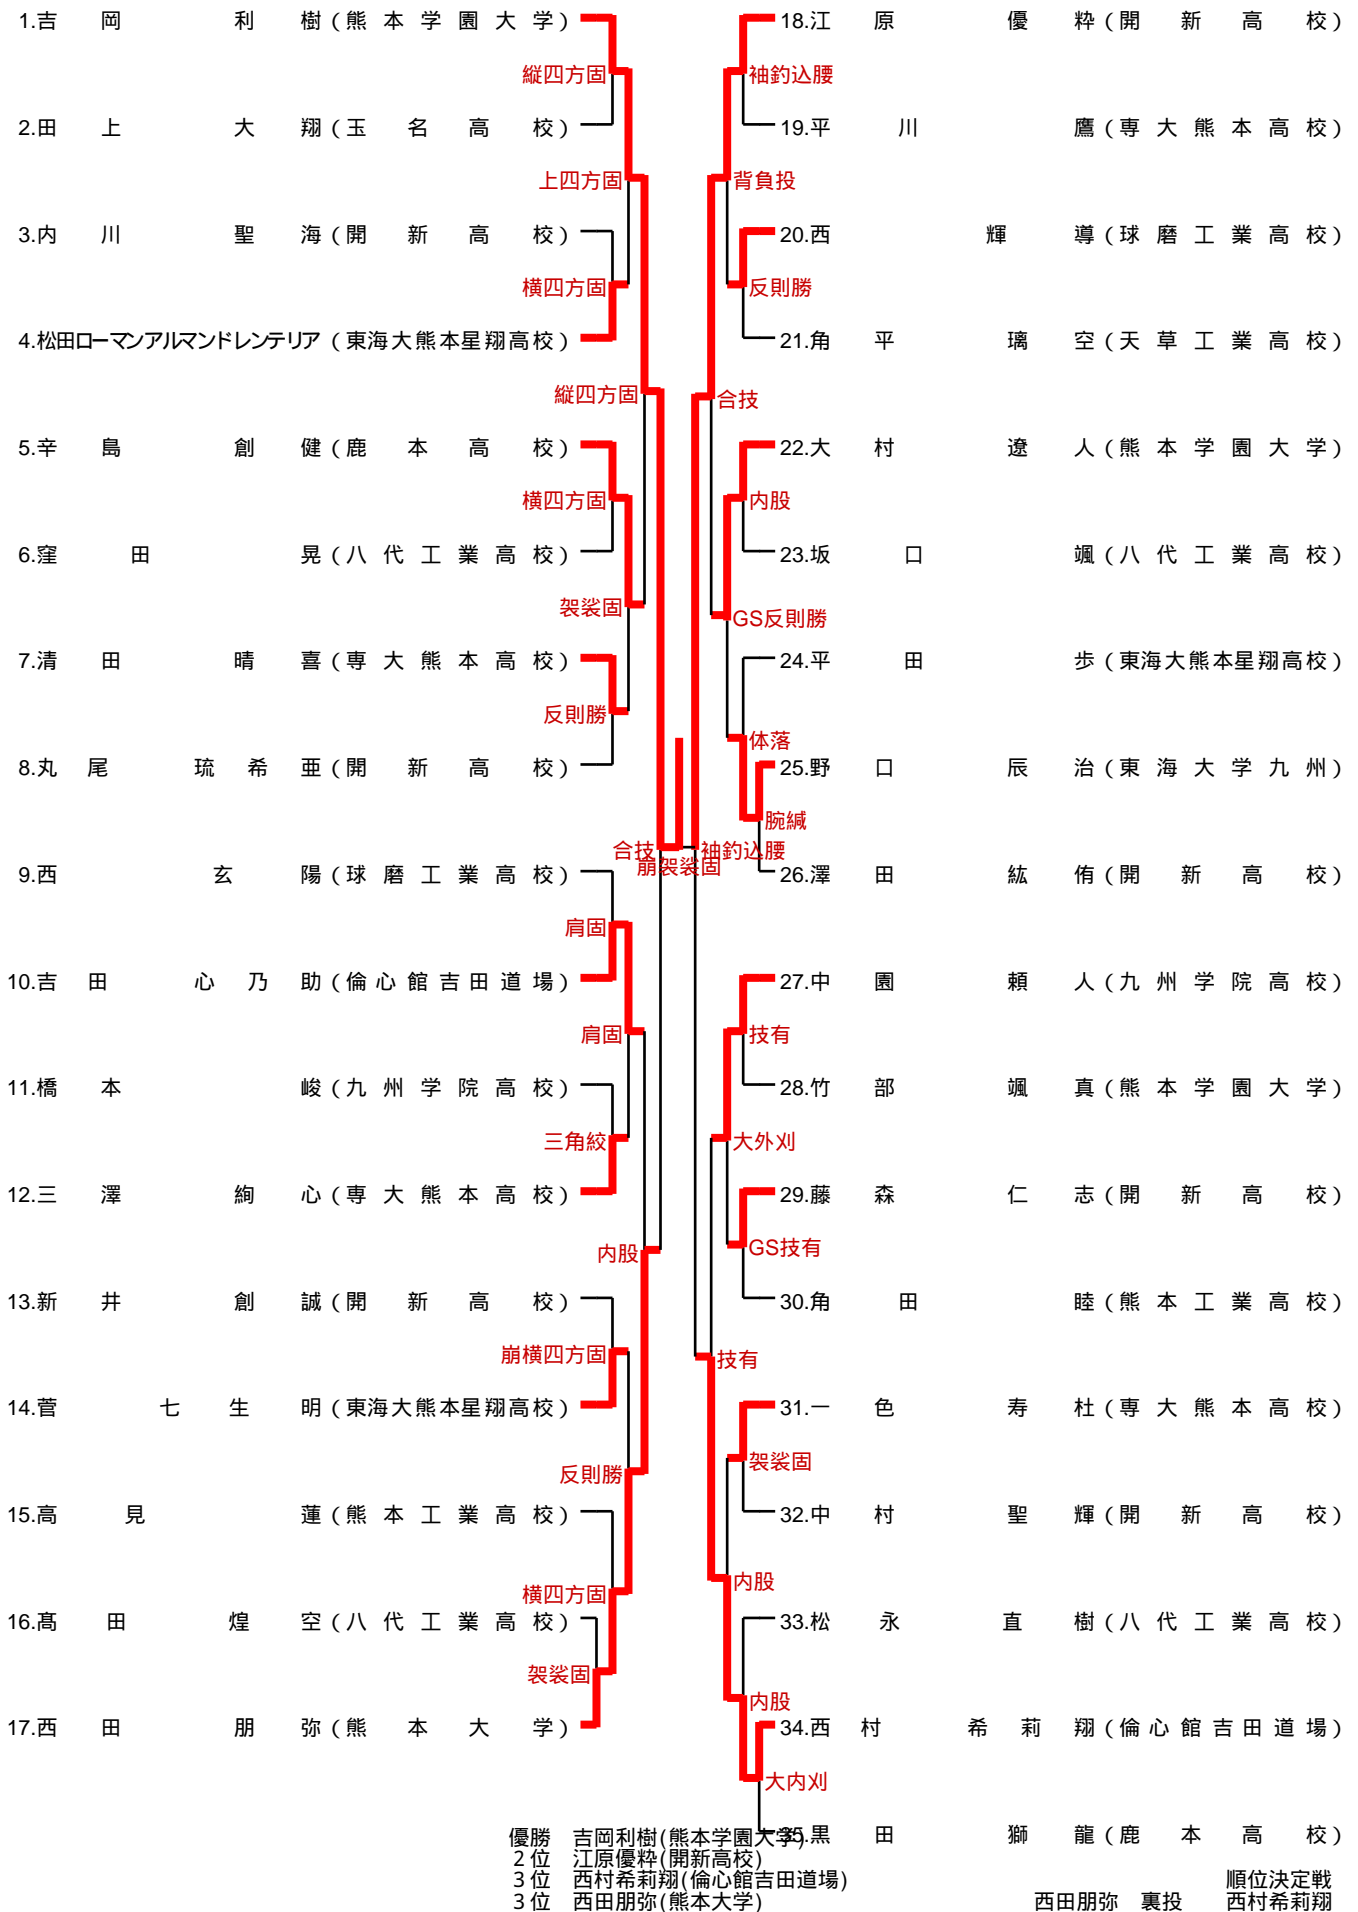 1.吉岡利樹(熊本学園大学)
縦四方固
2.田上大翔(玉名高校)
上四方固
3.内川聖海(開新高校)
横四方固
4.松田ローマンアルマンドレンテリア(東海大熊本星翔高校)
縦四方固
5.辛島創健(鹿本高校)
横四方固
6.窪田晃(八代工業高校)
袈裟固
7.清田晴喜(専大熊本高校)
反則勝
8.丸尾琉希亜(開新高校)
合技
9.西玄陽(球磨工業高校)
肩固
10.吉田心乃助(倫心館吉田道場)
肩固
11.橋本峻(九州学院高校)
三角絞
12.三澤絢心(専大熊本高校)
内股
13.新井創誠(開新高校)
崩横四方固
14.菅七生明(東海大熊本星翔高校)
反則勝
15.高見蓮(熊本工業高校)
横四方固
16.髙田煌空(八代工業高校)
袈裟固
17.西田朋弥(熊本大学)
崩袈裟固
18.江原優粋(開新高校)
袖釣込腰
19.平川鷹(専大熊本高校)
背負投
20.西輝導(球磨工業高校)
反則勝
21.角平璃空(天草工業高校)
合技
22.大村遼人(熊本学園大学)
内股
23.坂口颯(八代工業高校)
GS反則勝
24.平田歩(東海大熊本星翔高校)
体落
25.野口辰治(東海大学九州)
腕緘
袖釣込腰
26.澤田紘侑(開新高校)
27.中園頼人(九州学院高校)
技有
28.竹部颯真(熊本学園大学)
大外刈
29.藤森仁志(開新高校)
GS技有
30.角田睦(熊本工業高校)
技有
31.一色寿杜(専大熊本高校)
袈裟固
32.中村聖輝(開新高校)
内股
33.松永直樹(八代工業高校)
内股
34.西村希莉翔(倫心館吉田道場)
大内刈
35.黒田獅龍(鹿本高校)
優勝 吉岡利樹(熊本学園大学)
2位 江原優粋(開新高校)
3位 西村希莉翔(倫心館吉田道場)
3位 西田朋弥(熊本大学)
順位決定戦
西田朋弥 裏投 西村希莉翔